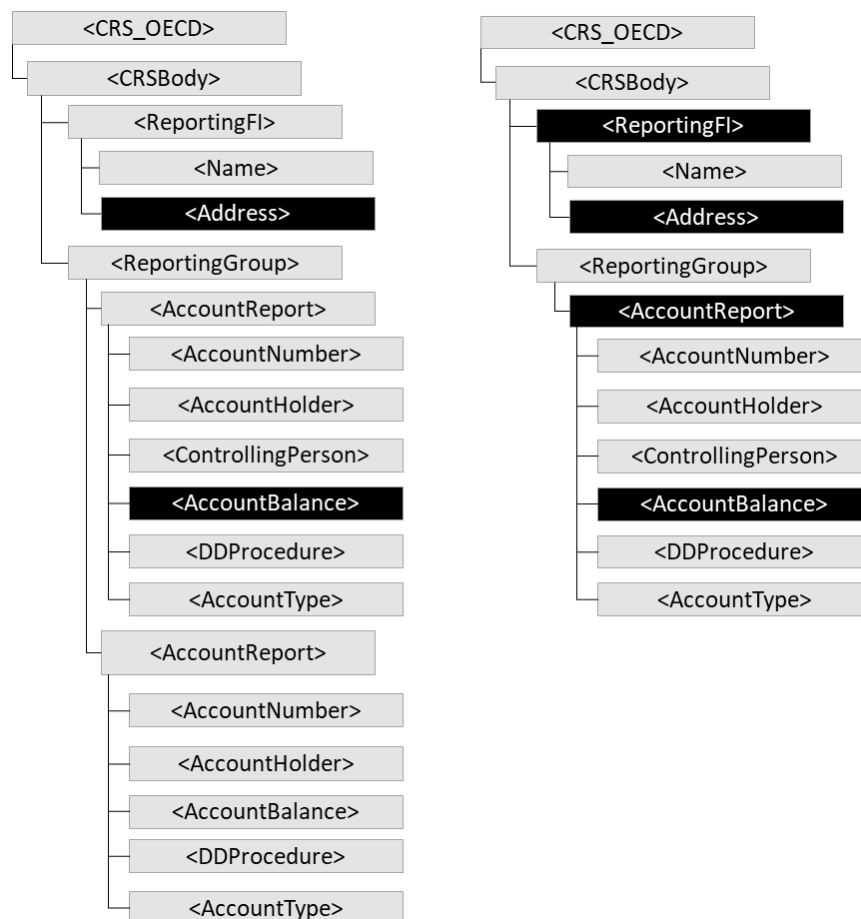 <CRS_OECD>
<CRSBody>
<ReportingFI>
<Name>
<Address>
<ReportingGroup>
<AccountReport>
<AccountNumber>
<AccountHolder>
<ControllingPerson>
<AccountBalance>
<DDProcedure>
<AccountType>
<AccountReport>
<AccountNumber>
<AccountHolder>
<AccountBalance>
<DDProcedure>
<AccountType>
<CRS_OECD>
<CRSBody>
<ReportingFI>
<Name>
<Address>
<ReportingGroup>
<AccountReport>
<AccountNumber>
<AccountHolder>
<ControllingPerson>
<AccountBalance>
<DDProcedure>
<AccountType>